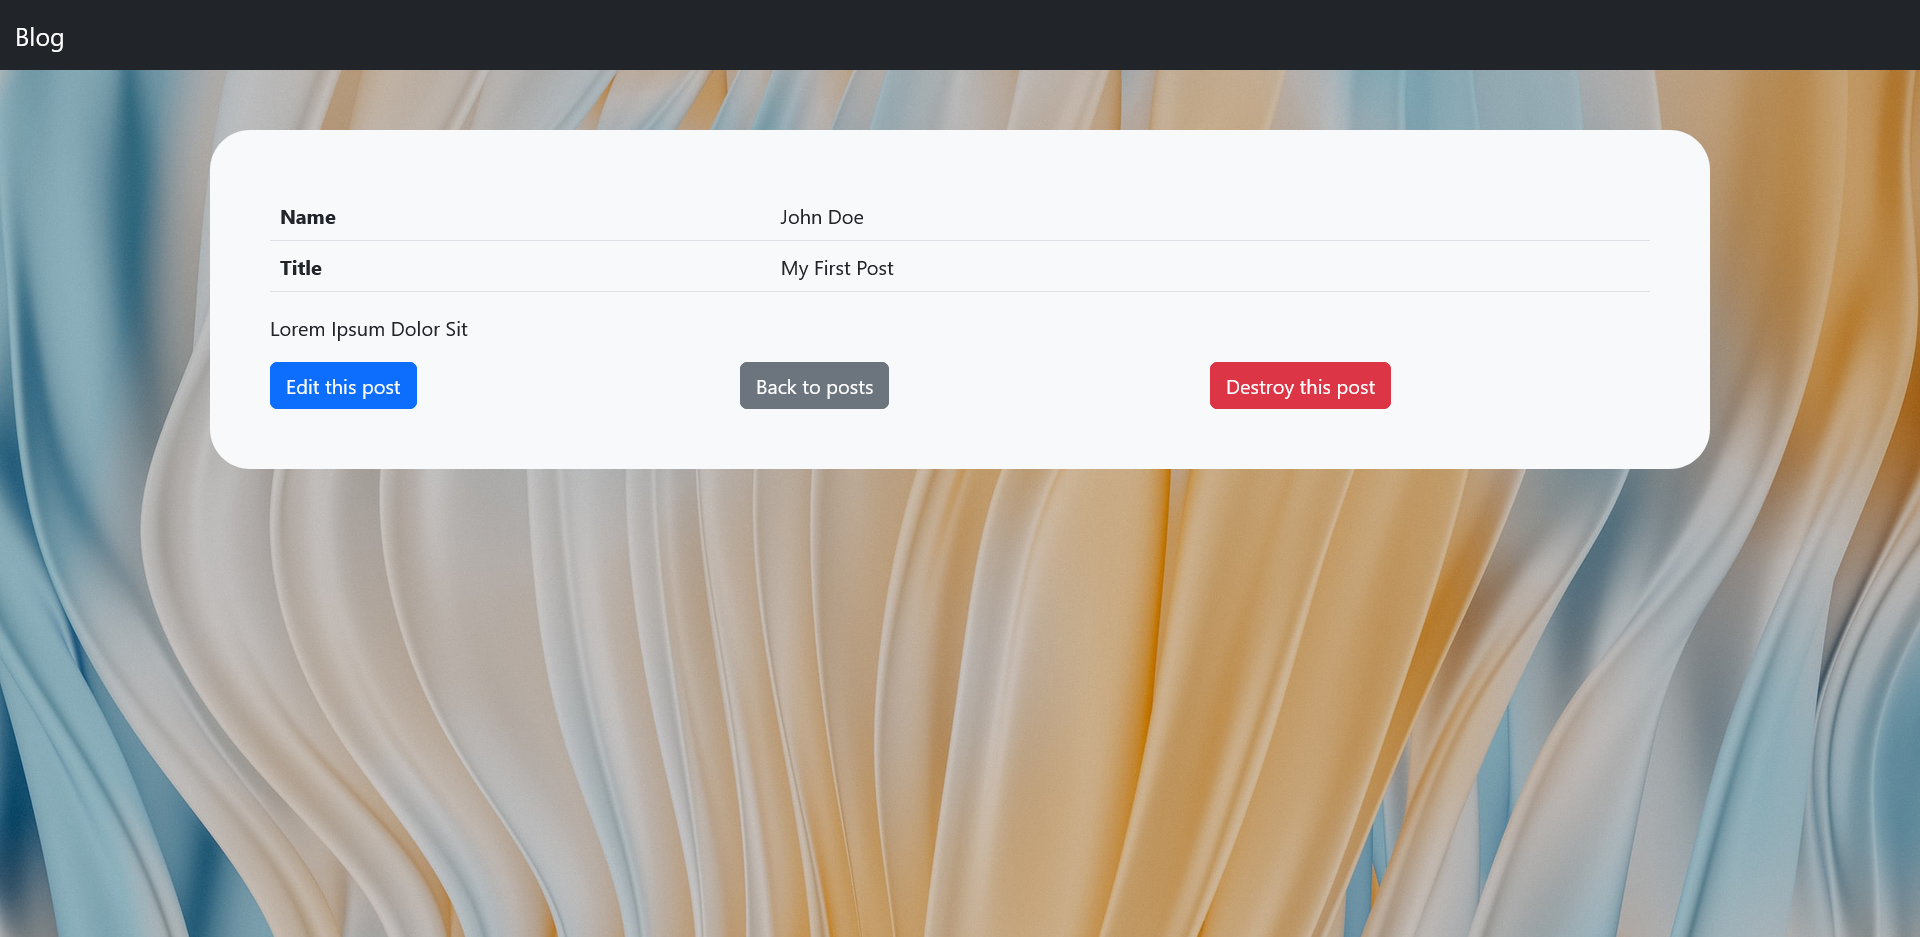 Blog
Name John Doe
Title My First Post
Lorem Ipsum Dolor Sit
Edit this post Back to posts Destroy this post